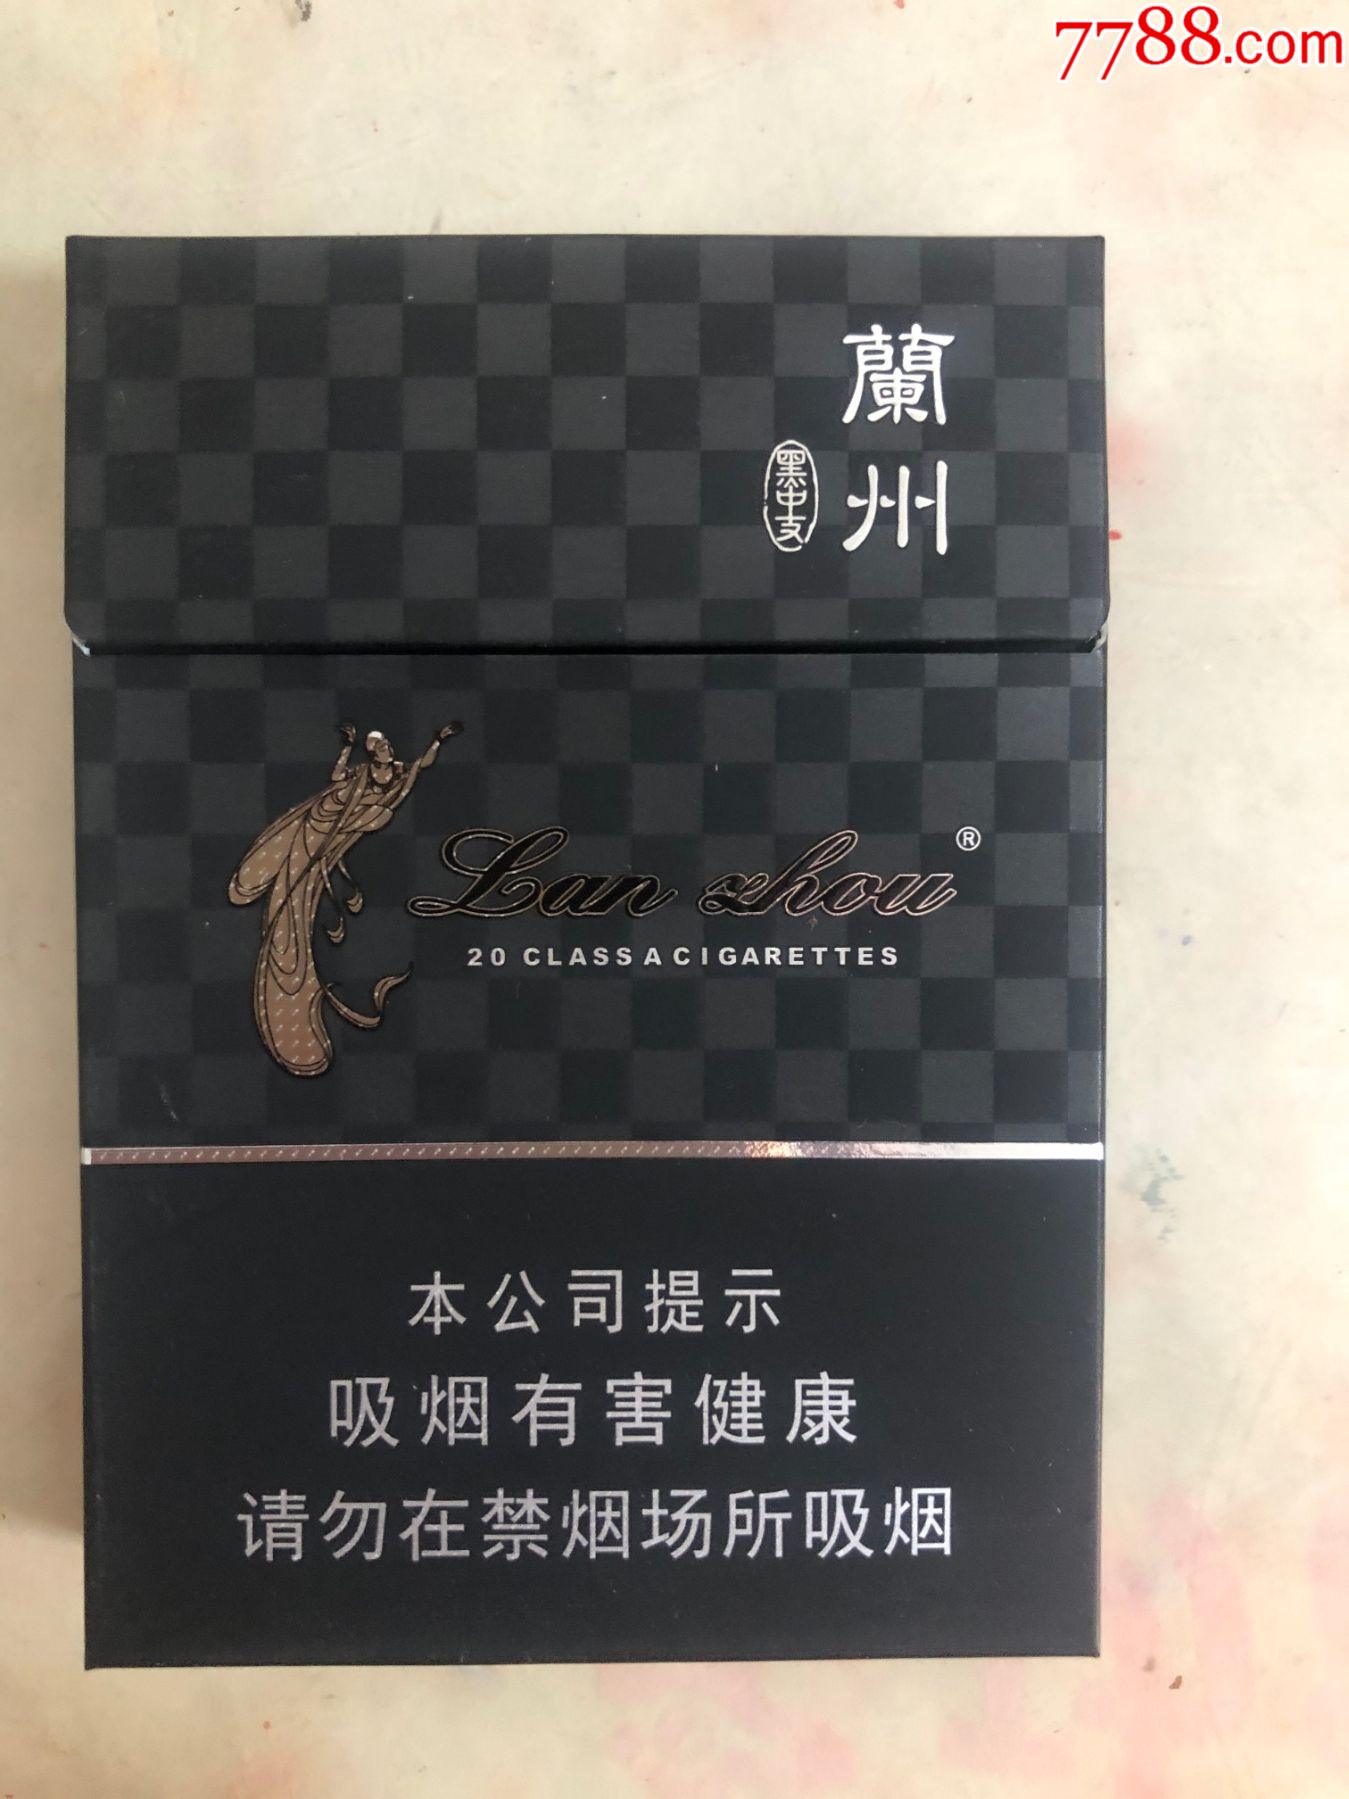 7788.com
蘭州
黑中支
Lan zhou ®
20 CLASS A CIGARETTES
本公司提示
吸烟有害健康
请勿在禁烟场所吸烟